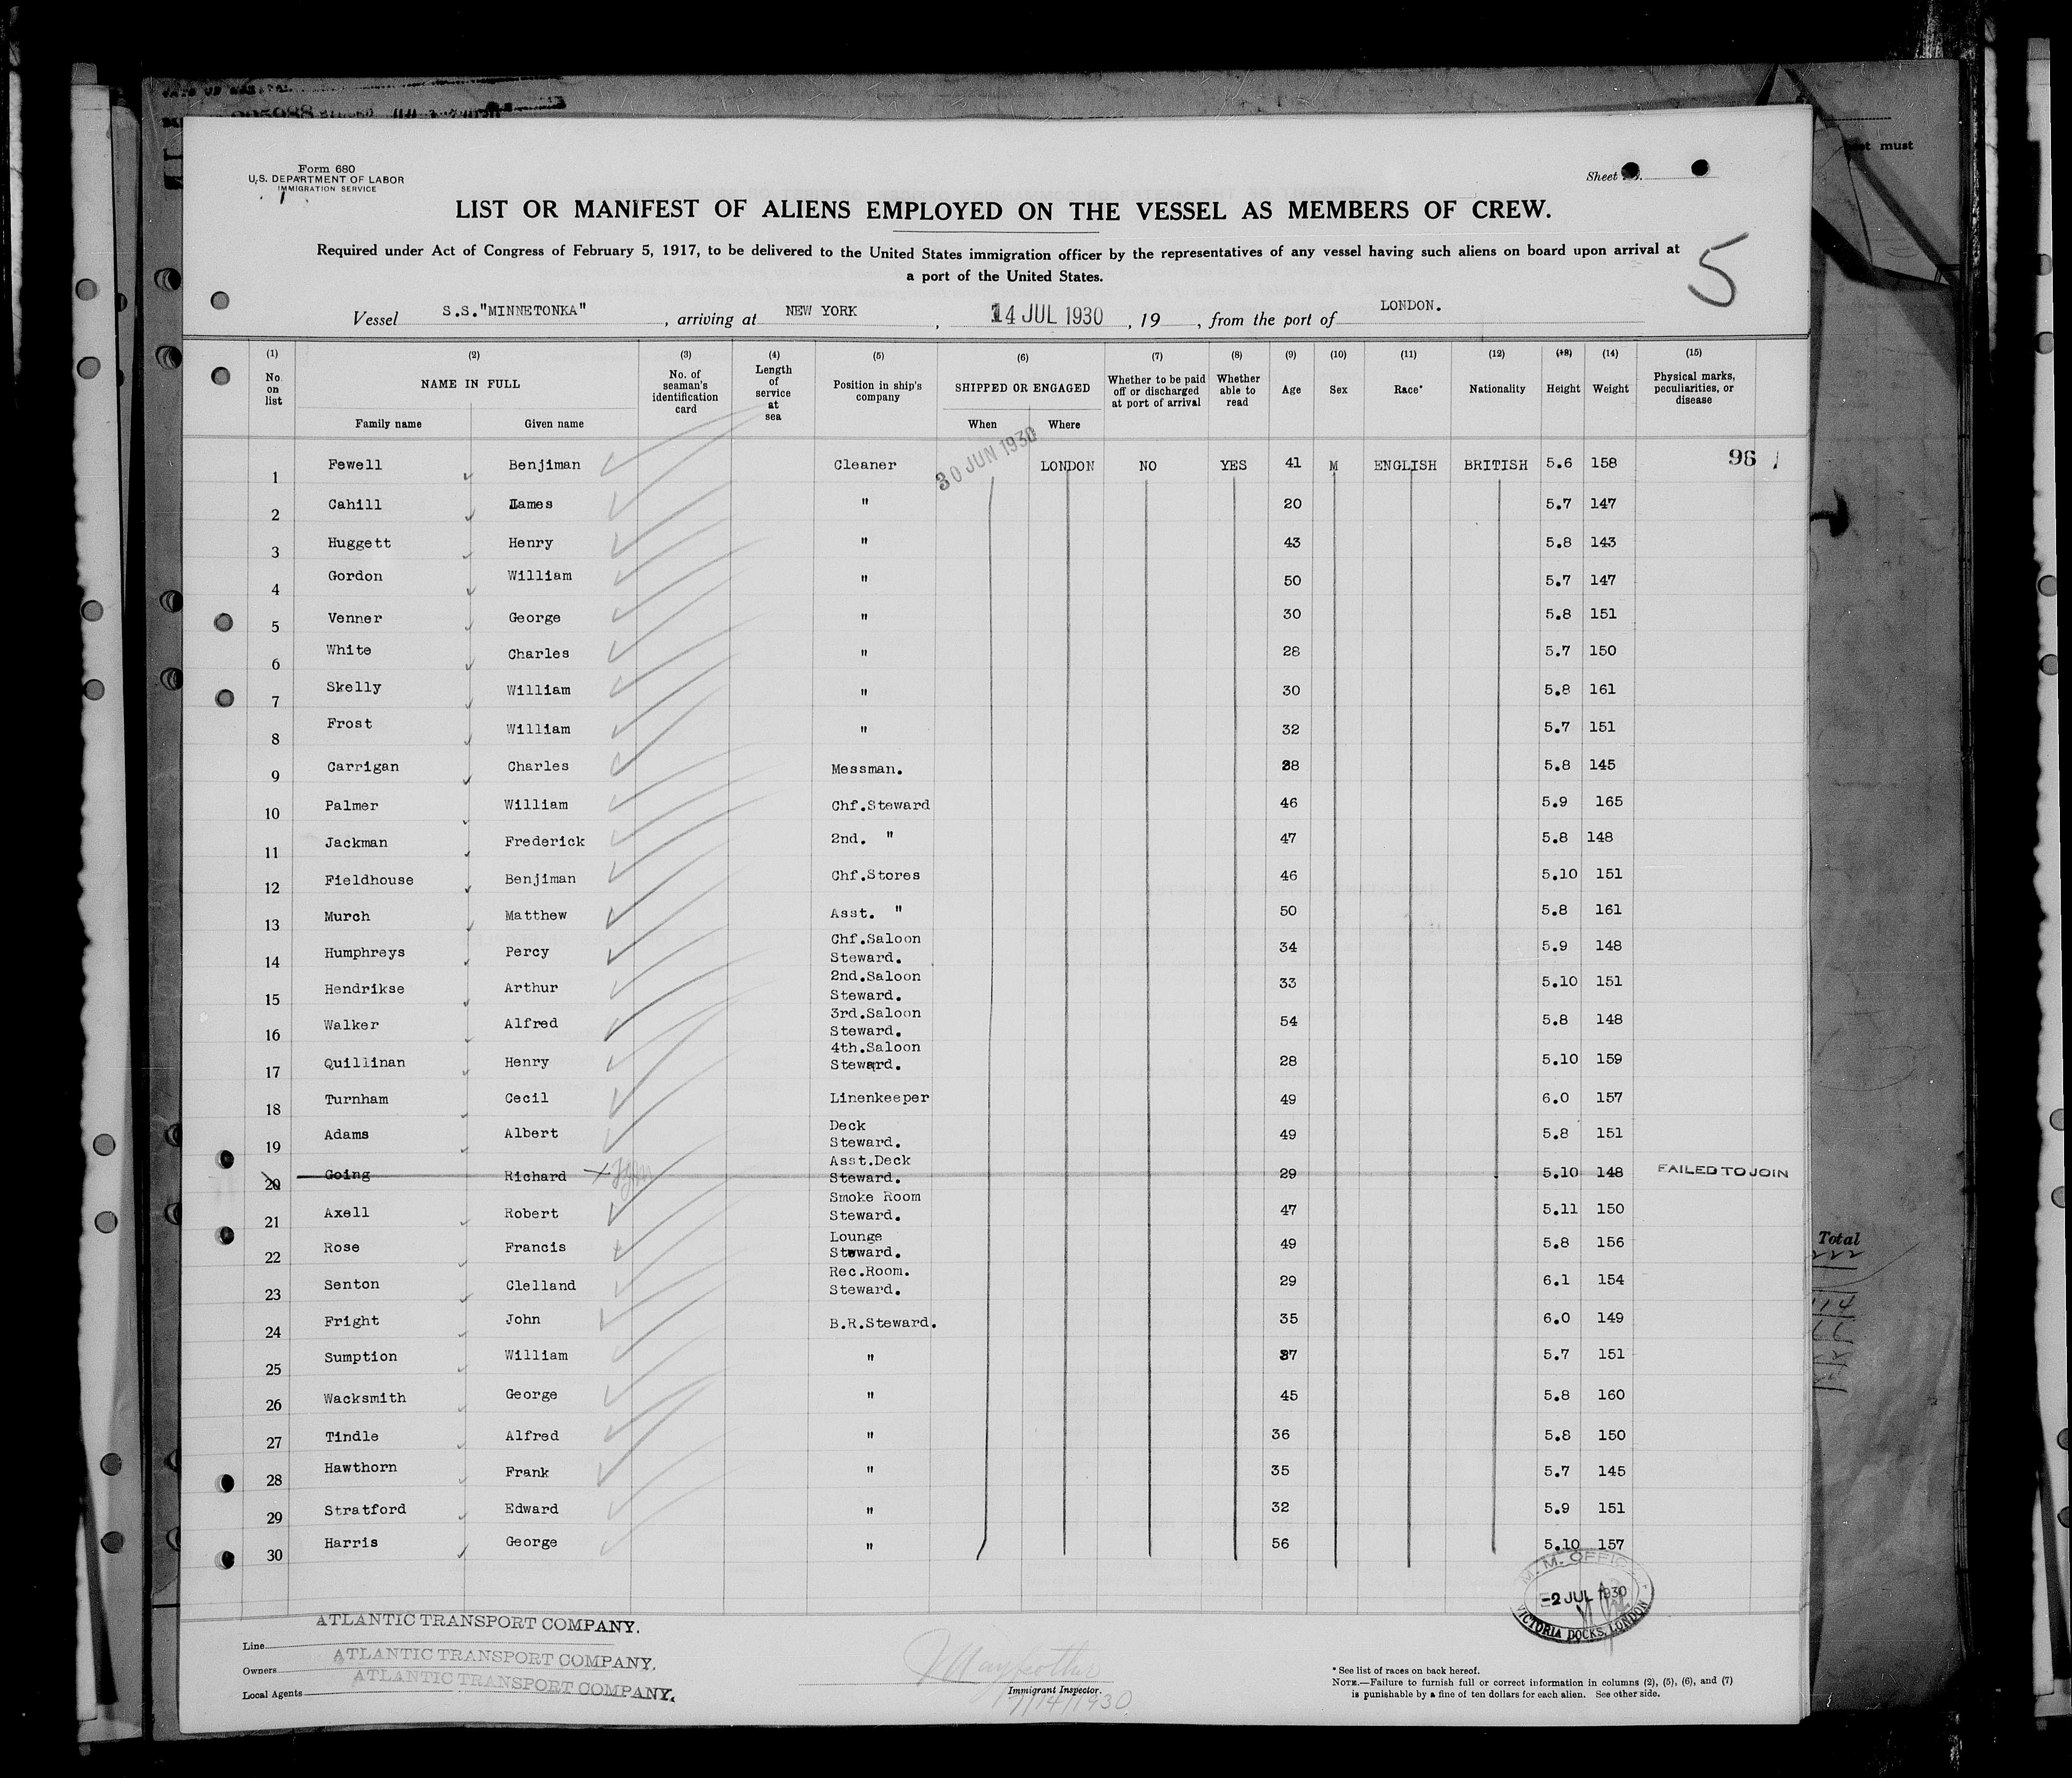 Form 680
U.S. DEPARTMENT OF LABOR
IMMIGRATION SERVICE
Sheet
LIST OR MANIFEST OF ALIENS EMPLOYED ON THE VESSEL AS MEMBERS OF CREW.
Required under Act of Congress of February 5, 1917, to be delivered to the United States immigration officer by the representatives of any vessel having such aliens on board upon arrival at
a port of the United States.
5
Vessel S.S."MINNETONKA", arriving at NEW YORK, 14 JUL 1930, 19, from the port of LONDON.
(1) (2) (3) (4) (5) (6) (7) (8) (9) (10) (11) (12) (13) (14) (15)
No. on list NAME IN FULL Family name Given name No. of seaman's identification card Length of service at sea Position in ship's company SHIPPED OR ENGAGED When Where Whether to be paid off or discharged at port of arrival Whether able to read Age Sex Race* Nationality Height Weight Physical marks, peculiarities, or disease
1 Fewell Benjiman Cleaner 30 JUN 1930 LONDON NO YES 41 M ENGLISH BRITISH 5.6 158 96
2 Cahill James " 20 5.7 147
3 Huggett Henry " 43 5.8 143
4 Gordon William " 50 5.7 147
5 Venner George " 30 5.8 151
6 White Charles " 28 5.7 150
7 Skelly William " 30 5.8 161
8 Frost William " 32 5.7 151
9 Carrigan Charles Messman. 38 5.8 145
10 Palmer William Chf.Steward 46 5.9 165
11 Jackman Frederick 2nd. " 47 5.8 148
12 Fieldhouse Benjiman Chf.Stores 46 5.10 151
13 Murch Matthew Asst. " 50 5.8 161
14 Humphreys Percy Chf.Saloon Steward. 34 5.9 148
15 Hendrikse Arthur 2nd.Saloon Steward. 33 5.10 151
16 Walker Alfred 3rd.Saloon Steward. 54 5.8 148
17 Quillinan Henry 4th.Saloon Steward. 28 5.10 159
18 Turnham Cecil Linenkeeper 49 6.0 157
19 Adams Albert Deck Steward. 49 5.8 151
20 Going Richard Asst.Deck Steward. 29 5.10 148 FAILED TO JOIN
21 Axell Robert Smoke Room Steward. 47 5.11 150
22 Rose Francis Lounge Steward. 49 5.8 156
23 Senton Clelland Rec.Room. Steward. 29 6.1 154
24 Fright John B.R.Steward. 35 6.0 149
25 Sumption William " 37 5.7 151
26 Wacksmith George " 45 5.8 160
27 Tindle Alfred " 36 5.8 150
28 Hawthorn Frank " 35 5.7 145
29 Stratford Edward " 32 5.9 151
30 Harris George " 56 5.10 157
M. M. OFFICE
-2 JUL 1930
VICTORIA DOCKS, LONDON
Line ATLANTIC TRANSPORT COMPANY.
Owners ATLANTIC TRANSPORT COMPANY.
Local Agents ATLANTIC TRANSPORT COMPANY.
Immigrant Inspector.
7/14/1930
* See list of races on back hereof.
NOTE.—Failure to furnish full or correct information in columns (2), (5), (6), and (7)
is punishable by a fine of ten dollars for each alien. See other side.
must
Total